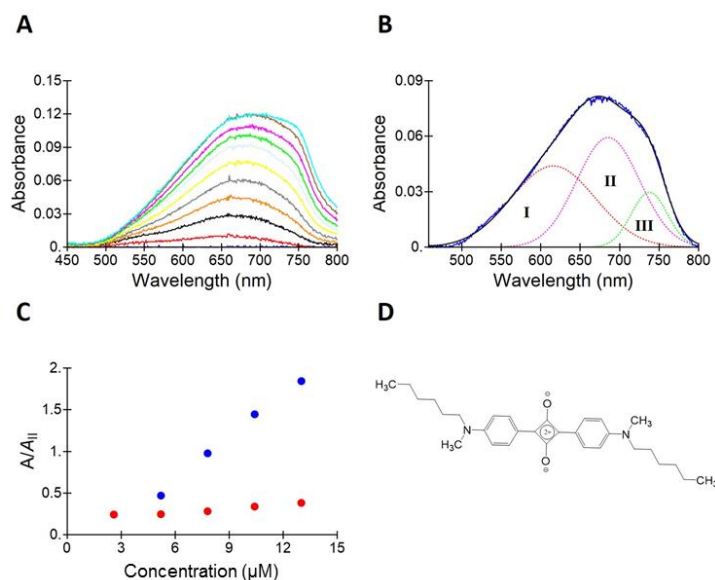 A
Absorbance
0.15
0.12
0.09
0.06
0.03
0
450 500 550 600 650 700 750 800
Wavelength (nm)
B
Absorbance
0.09
0.06
0.03
0
I
II
III
500 550 600 650 700 750 800
Wavelength (nm)
C
A/AII
2.
1.5
1.
0.5
0.
0 3 6 9 12 15
Concentration (µM)
D
H₃C
N
H₃C
O
⊖
2+
O
⊖
CH₃
N
CH₃